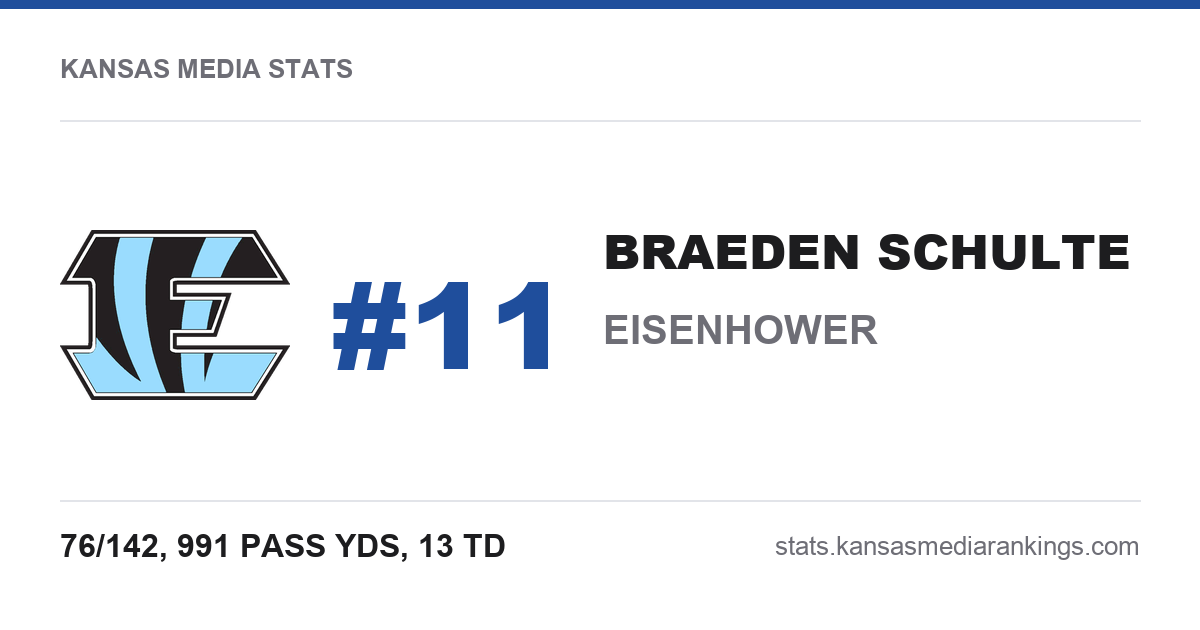 KANSAS MEDIA STATS
E
#11
BRAEDEN SCHULTE
EISENHOWER
76/142, 991 PASS YDS, 13 TD
stats.kansasmediarankings.com